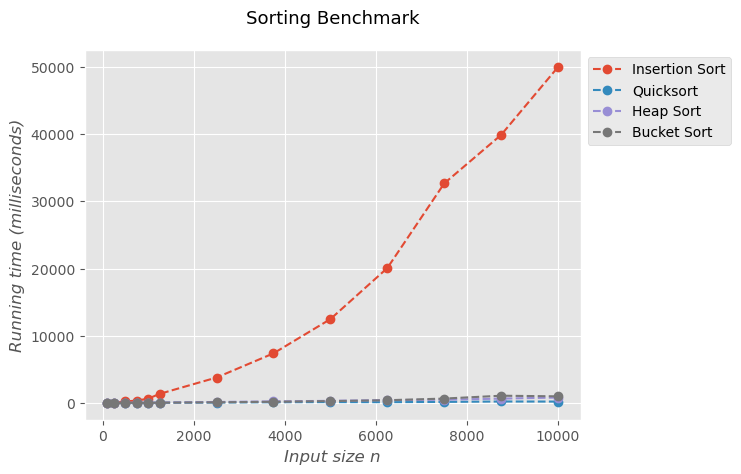 Sorting Benchmark
Running time (milliseconds)
50000
40000
30000
20000
10000
0
0 2000 4000 6000 8000 10000
Input size n
Insertion Sort
Quicksort
Heap Sort
Bucket Sort